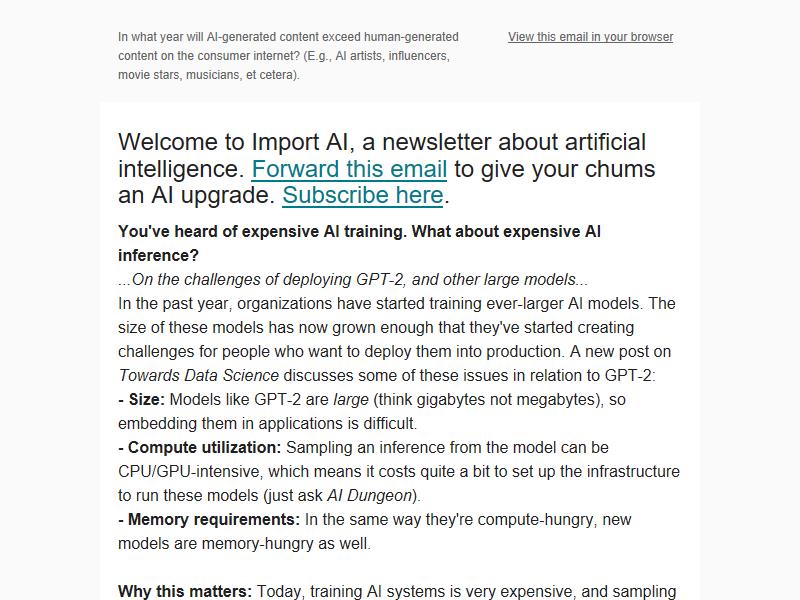 In what year will AI-generated content exceed human-generated
content on the consumer internet? (E.g., AI artists, influencers,
movie stars, musicians, et cetera).
View this email in your browser
Welcome to Import AI, a newsletter about artificial
intelligence. Forward this email to give your chums
an AI upgrade. Subscribe here.
You've heard of expensive AI training. What about expensive AI
inference?
...On the challenges of deploying GPT-2, and other large models...
In the past year, organizations have started training ever-larger AI models. The
size of these models has now grown enough that they've started creating
challenges for people who want to deploy them into production. A new post on
Towards Data Science discusses some of these issues in relation to GPT-2:
- Size: Models like GPT-2 are large (think gigabytes not megabytes), so
embedding them in applications is difficult.
- Compute utilization: Sampling an inference from the model can be
CPU/GPU-intensive, which means it costs quite a bit to set up the infrastructure
to run these models (just ask AI Dungeon).
- Memory requirements: In the same way they're compute-hungry, new
models are memory-hungry as well.
Why this matters: Today, training AI systems is very expensive, and sampling